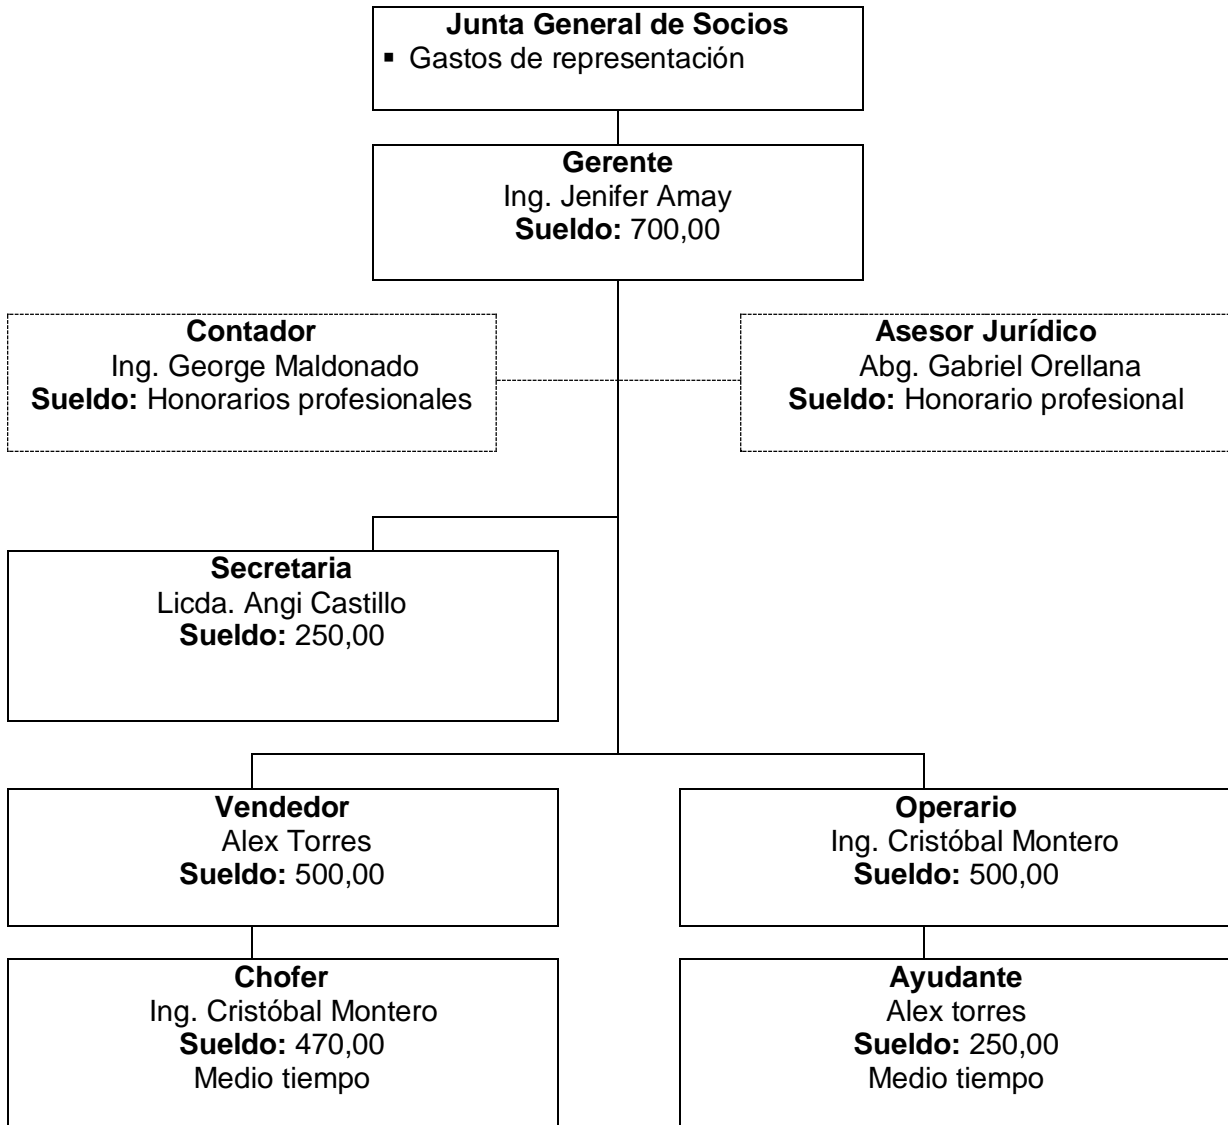 Junta General de Socios
▪ Gastos de representación
Gerente
Ing. Jenifer Amay
Sueldo: 700,00
Contador
Ing. George Maldonado
Sueldo: Honorarios profesionales
Asesor Jurídico
Abg. Gabriel Orellana
Sueldo: Honorario profesional
Secretaria
Licda. Angi Castillo
Sueldo: 250,00
Vendedor
Alex Torres
Sueldo: 500,00
Operario
Ing. Cristóbal Montero
Sueldo: 500,00
Chofer
Ing. Cristóbal Montero
Sueldo: 470,00
Medio tiempo
Ayudante
Alex torres
Sueldo: 250,00
Medio tiempo